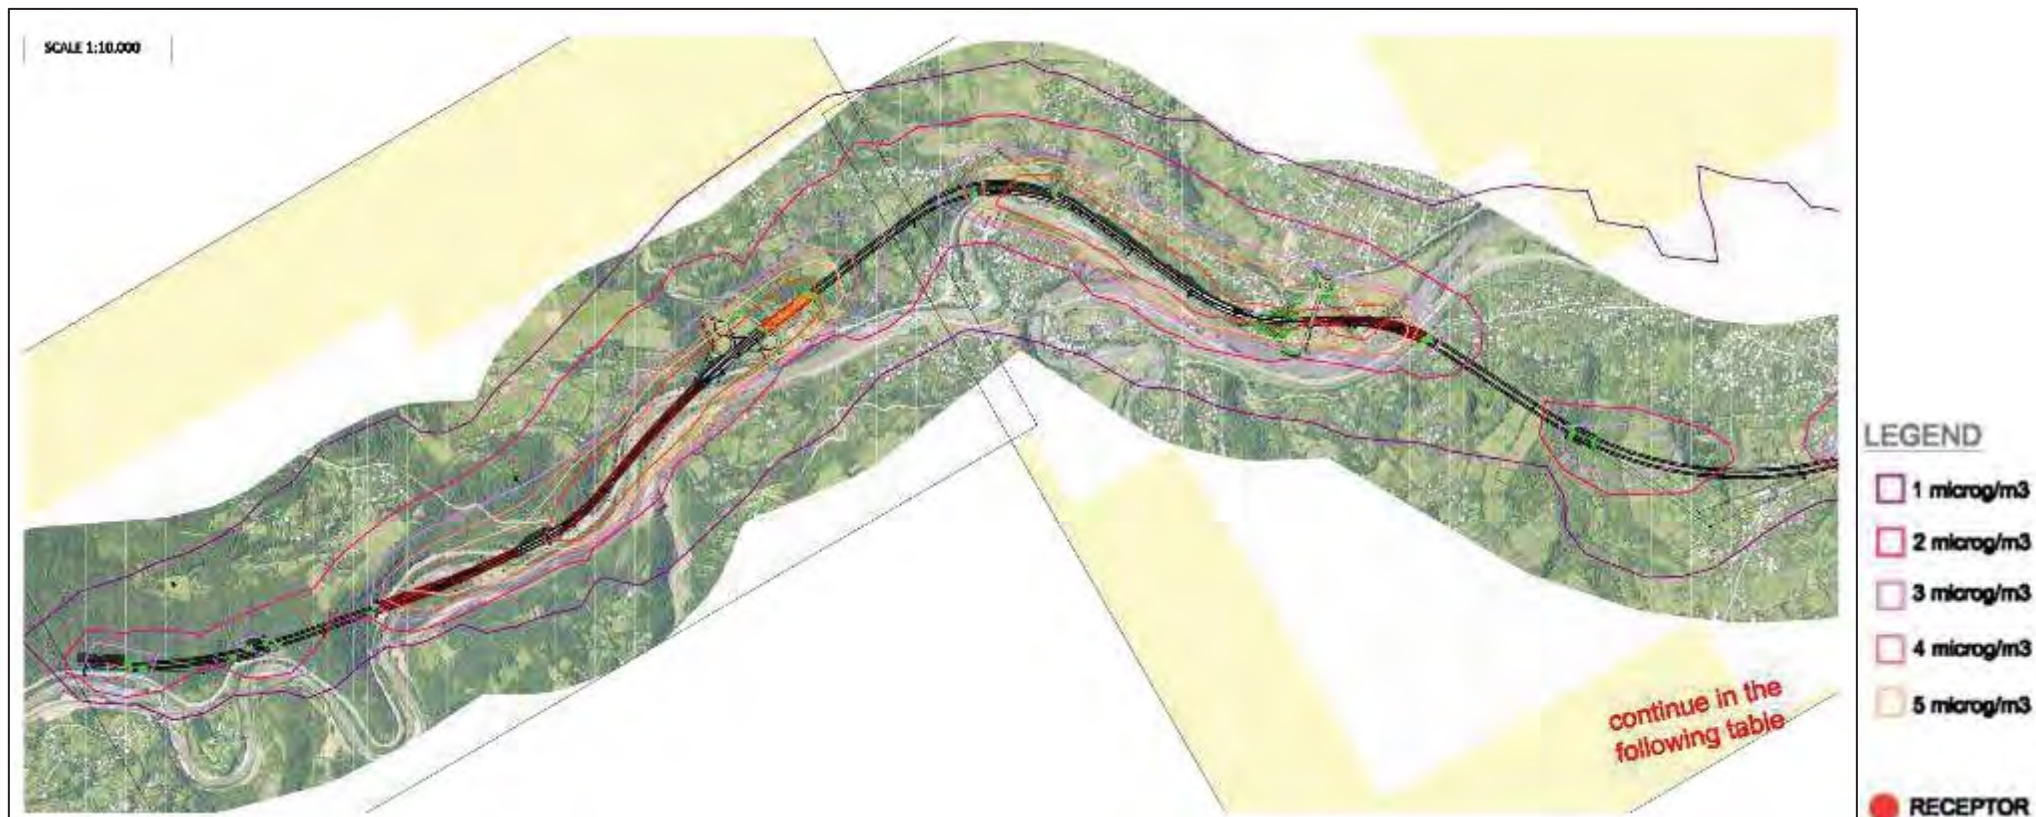 SCALE 1:10.000
continue in the
following table
LEGEND
1 microg/m3
2 microg/m3
3 microg/m3
4 microg/m3
5 microg/m3
RECEPTOR